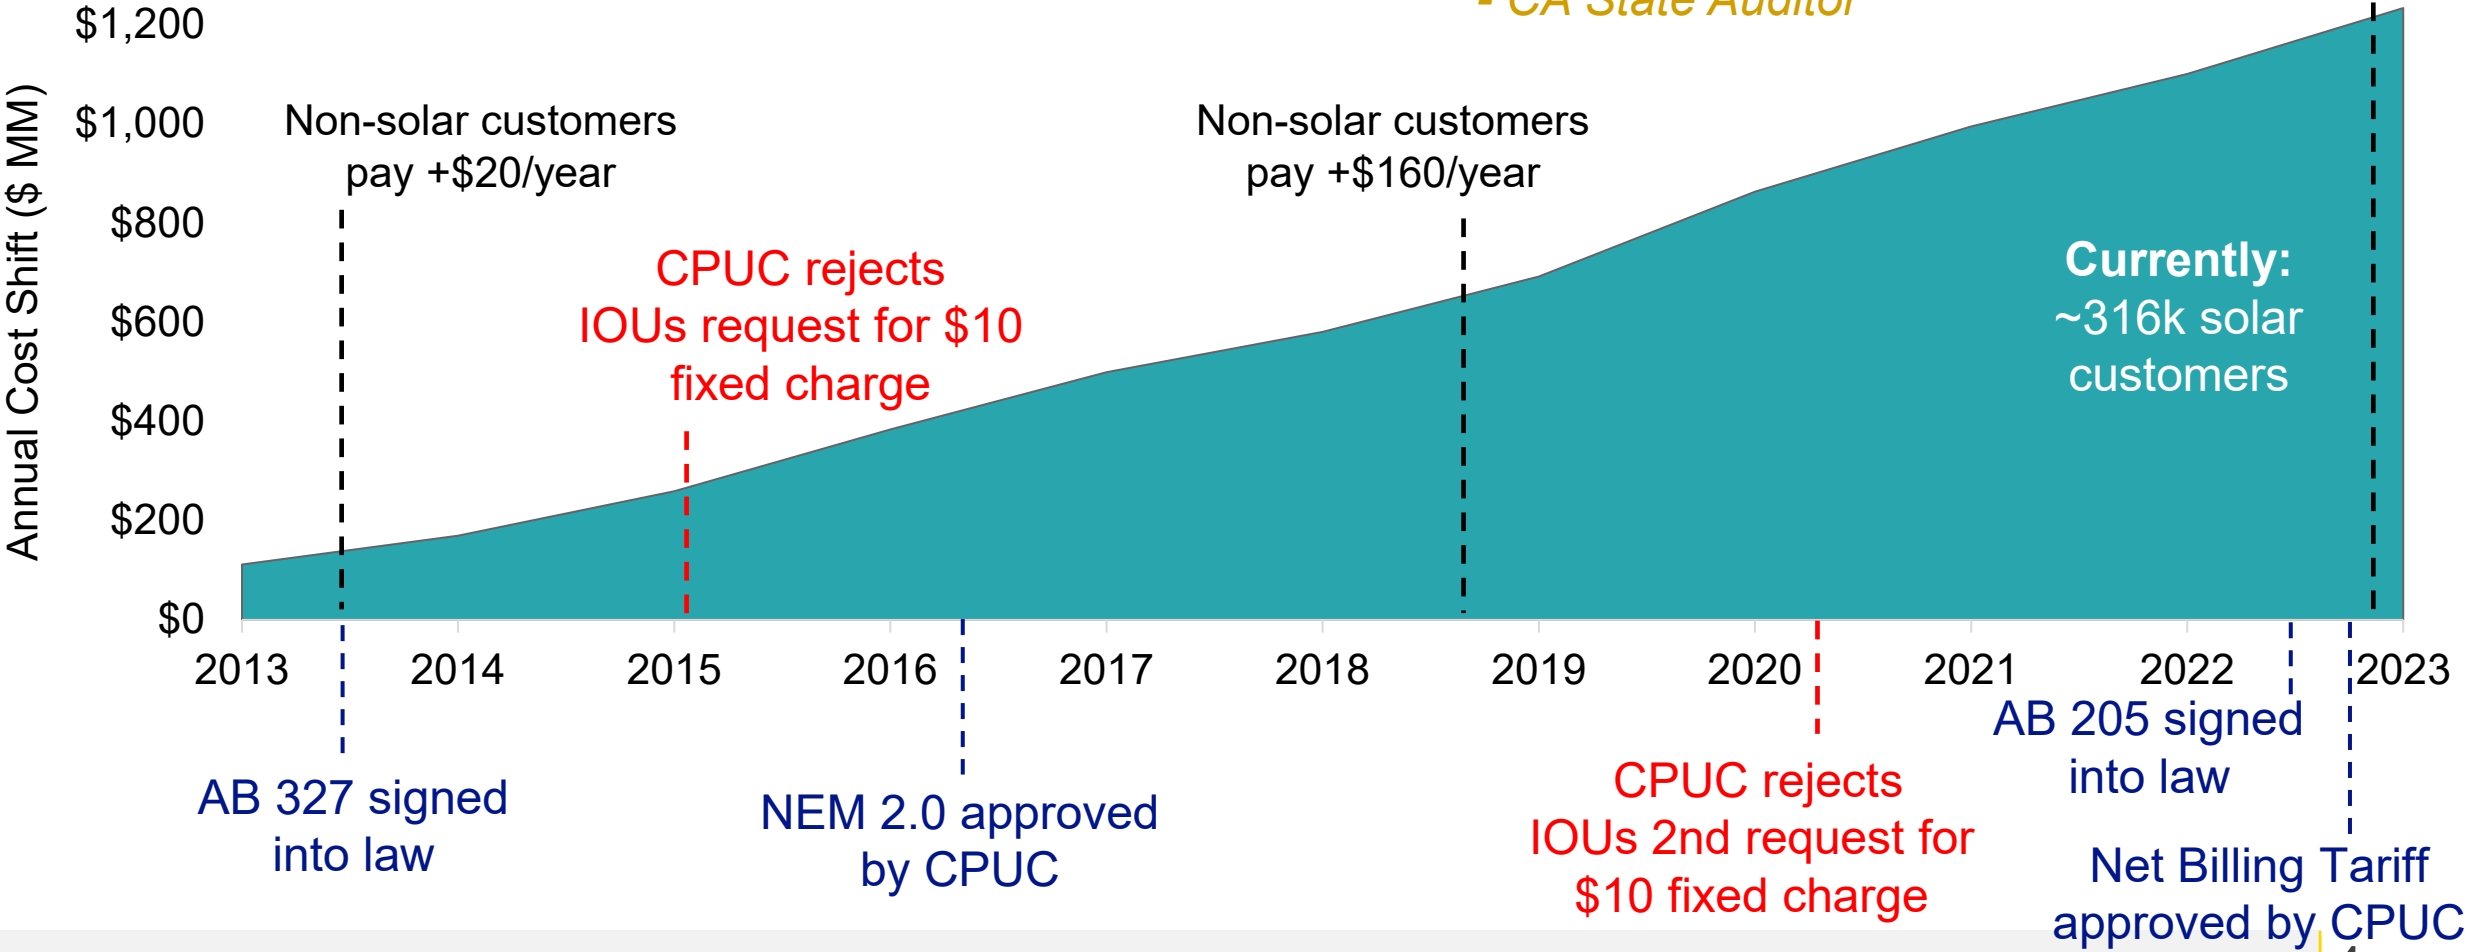 - CA State Auditor
$1,200
$1,000
$800
$600
$400
$200
$0
Annual Cost Shift ($ MM)
Non-solar customers
pay +$20/year
CPUC rejects
IOUs request for $10
fixed charge
Non-solar customers
pay +$160/year
Currently:
~316k solar
customers
2013
2014
2015
2016
2017
2018
2019
2020
2021
2022
2023
AB 327 signed
into law
NEM 2.0 approved
by CPUC
CPUC rejects
IOUs 2nd request for
$10 fixed charge
AB 205 signed
into law
Net Billing Tariff
approved by CPUC